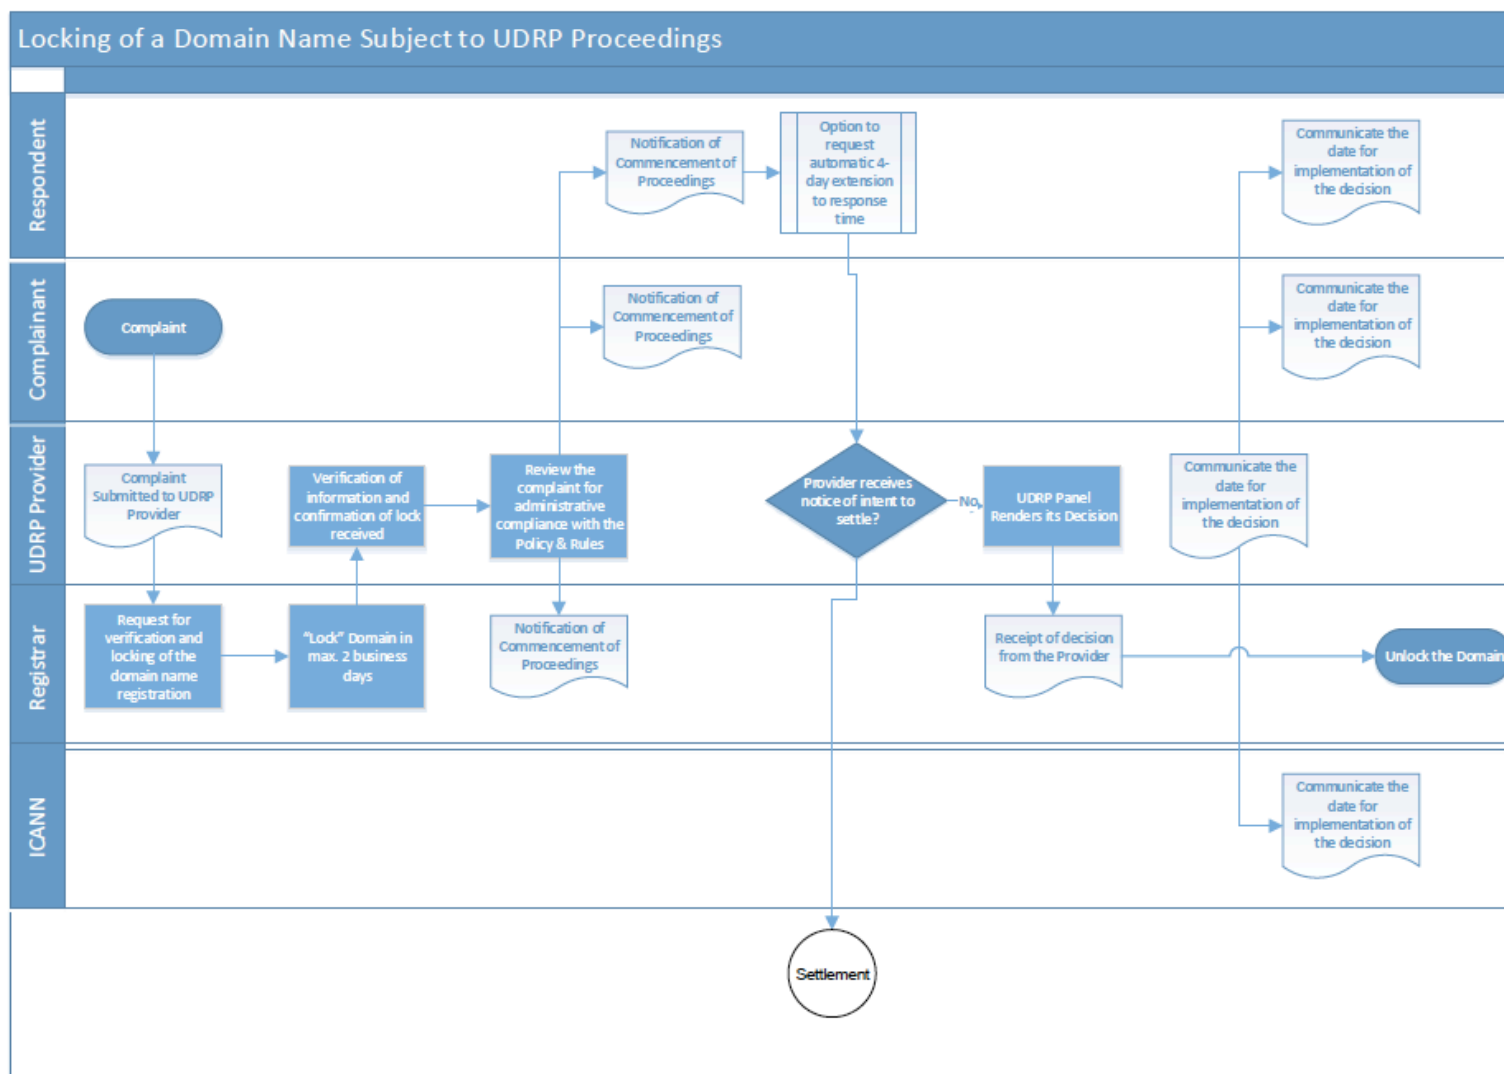 Locking of a Domain Name Subject to UDRP Proceedings
Respondent
Notification of
Commencement of
Proceedings
Option to
request
automatic 4-
day extension
to response
time
Communicate the
date for
implementation of
the decision
Complainant
Complaint
Notification of
Commencement of
Proceedings
Communicate the
date for
implementation of
the decision
UDRP Provider
Complaint
Submitted to UDRP
Provider
Verification of
information and
confirmation of lock
received
Review the
complaint for
administrative
compliance with the
Policy & Rules
Provider receives
notice of intent to
settle?
No
UDRP Panel
Renders its Decision
Communicate the
date for
implementation of
the decision
Registrar
Request for
verification and
locking of the
domain name
registration
"Lock" Domain in
max. 2 business
days
Notification of
Commencement of
Proceedings
Receipt of decision
from the Provider
Unlock the Domain
ICANN
Communicate the
date for
implementation of
the decision
Settlement